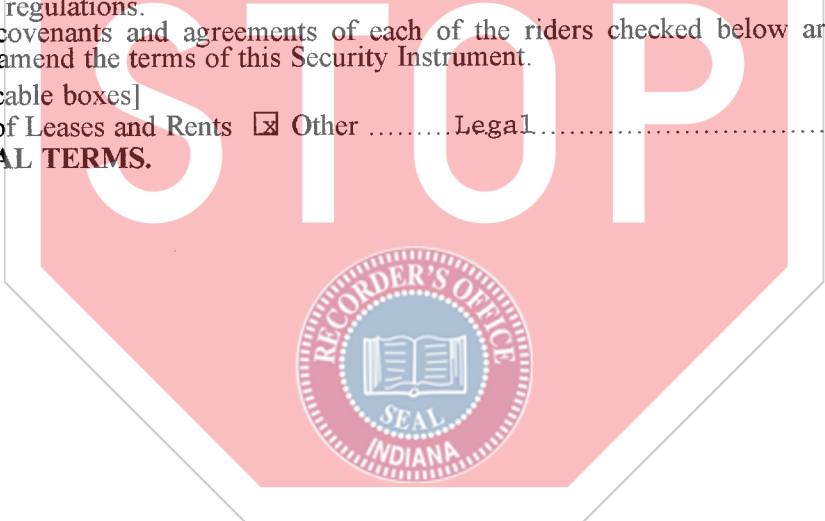 regulations.
covenants and agreements of each of the riders checked below
amend the terms of this Security Instrument.
cable boxes]
of Leases and Rents ☒ Other .........Legal................................
AL TERMS.
STOP
RECORDER'S OFFICE
SEAL
INDIANA